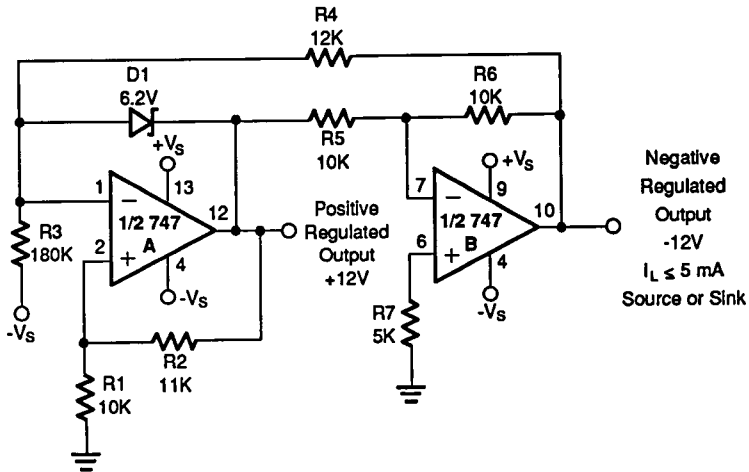 R4
12K
D1
6.2V
R6
10K
R5
10K
+VS
+VS
1
13
7
9
1/2 747
A
12
1/2 747
B
10
2
4
6
4
-VS
-VS
R3
180K
-VS
Positive
Regulated
Output
+12V
Negative
Regulated
Output
-12V
IL ≤ 5 mA
Source or Sink
R2
11K
R7
5K
R1
10K